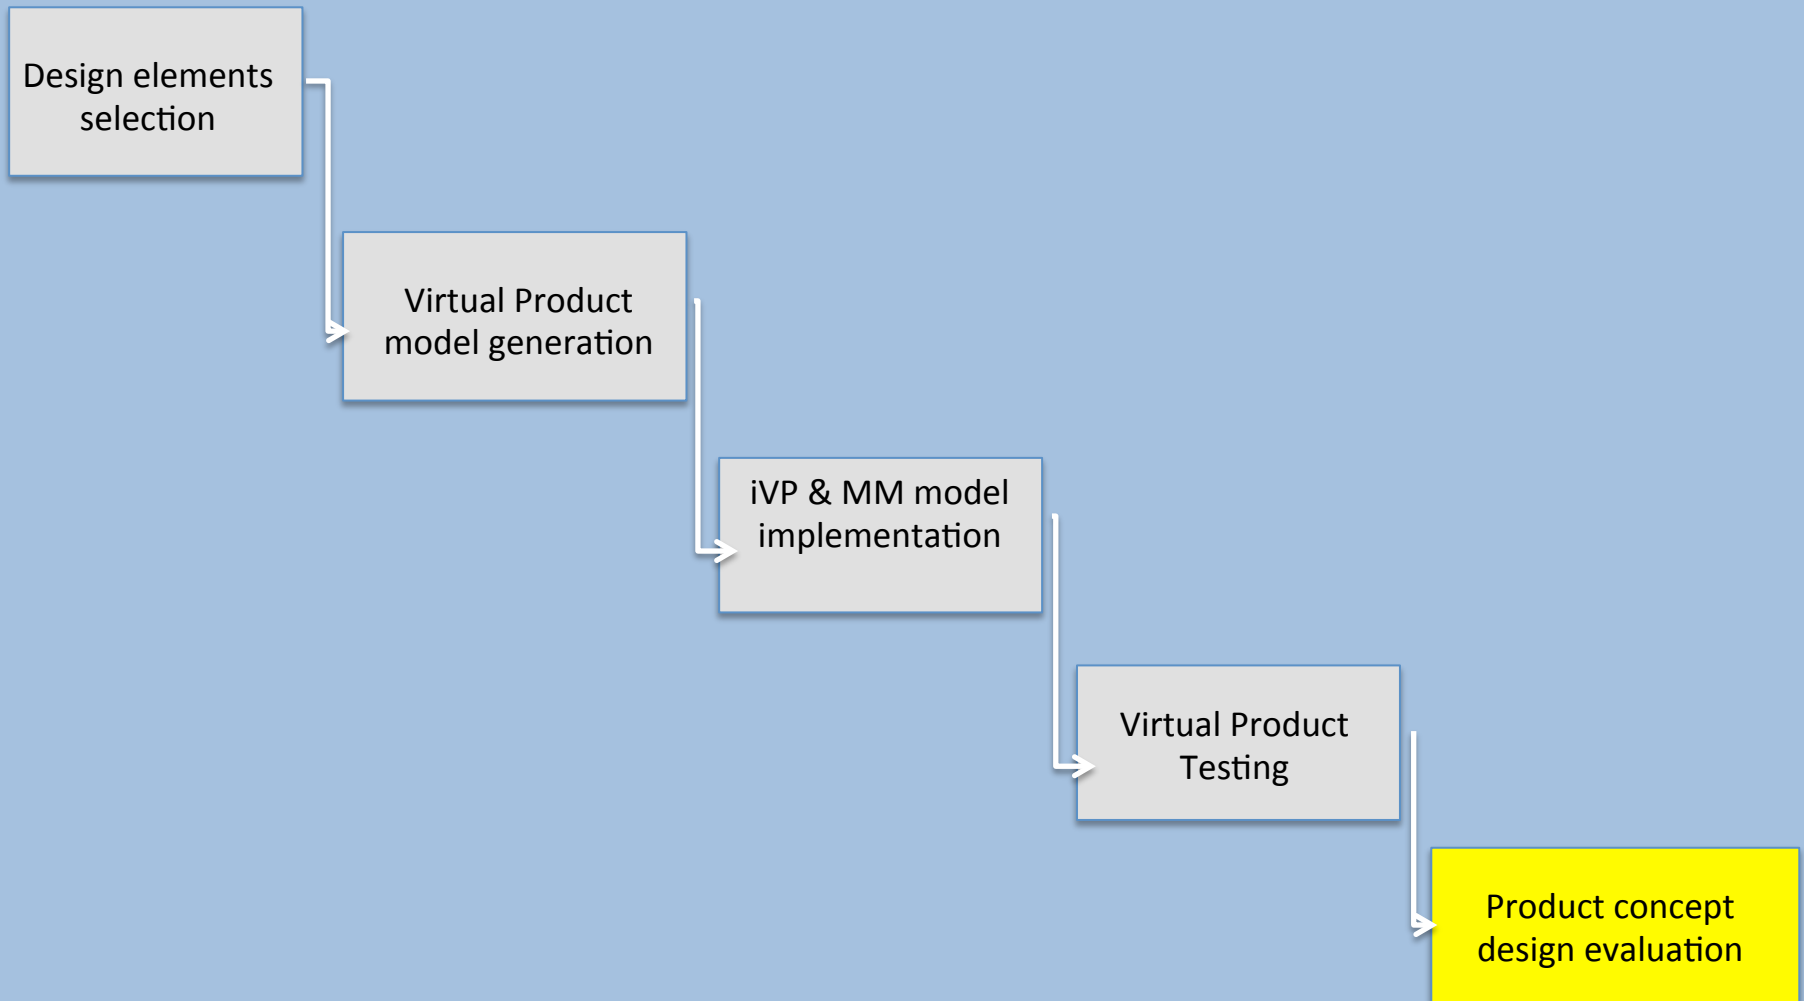 Design elements
selection
Virtual Product
model generation
iVP & MM model
implementation
Virtual Product
Testing
Product concept
design evaluation